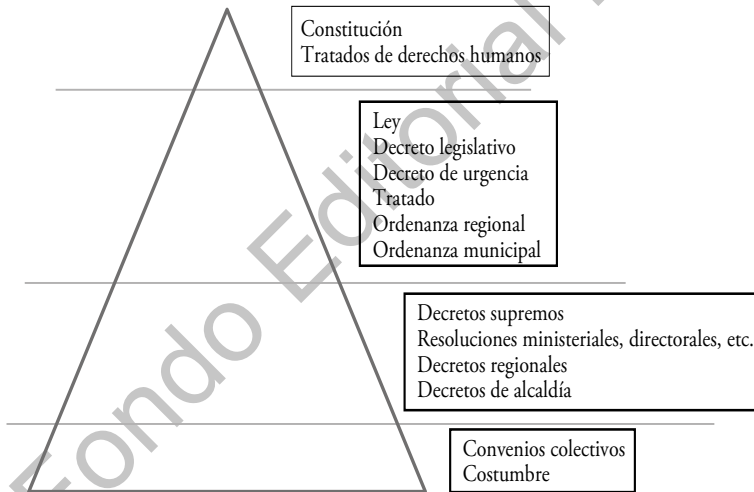 Constitución
Tratados de derechos humanos
Ley
Decreto legislativo
Decreto de urgencia
Tratado
Ordenanza regional
Ordenanza municipal
Decretos supremos
Resoluciones ministeriales, directorales, etc.
Decretos regionales
Decretos de alcaldía
Convenios colectivos
Costumbre
Fondo Editorial